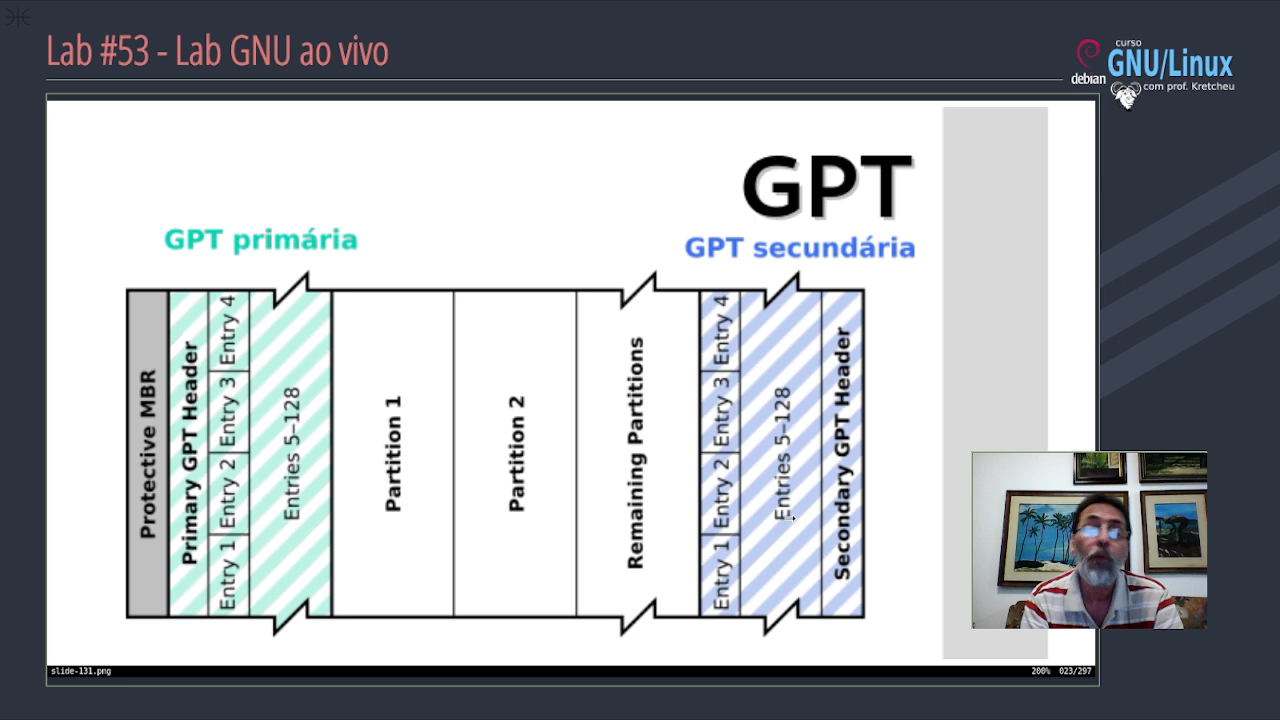 Lab #53 - Lab GNU ao vivo
curso
GNU/Linux
debian
com prof. Kretcheu
GPT
GPT primária
GPT secundária
Protective MBR
Primary GPT Header
Entry 1
Entry 2
Entry 3
Entry 4
Entries 5–128
Partition 1
Partition 2
Remaining Partitions
Entry 1
Entry 2
Entry 3
Entry 4
Entries 5–128
Secondary GPT Header
slide-131.png
200% 023/297